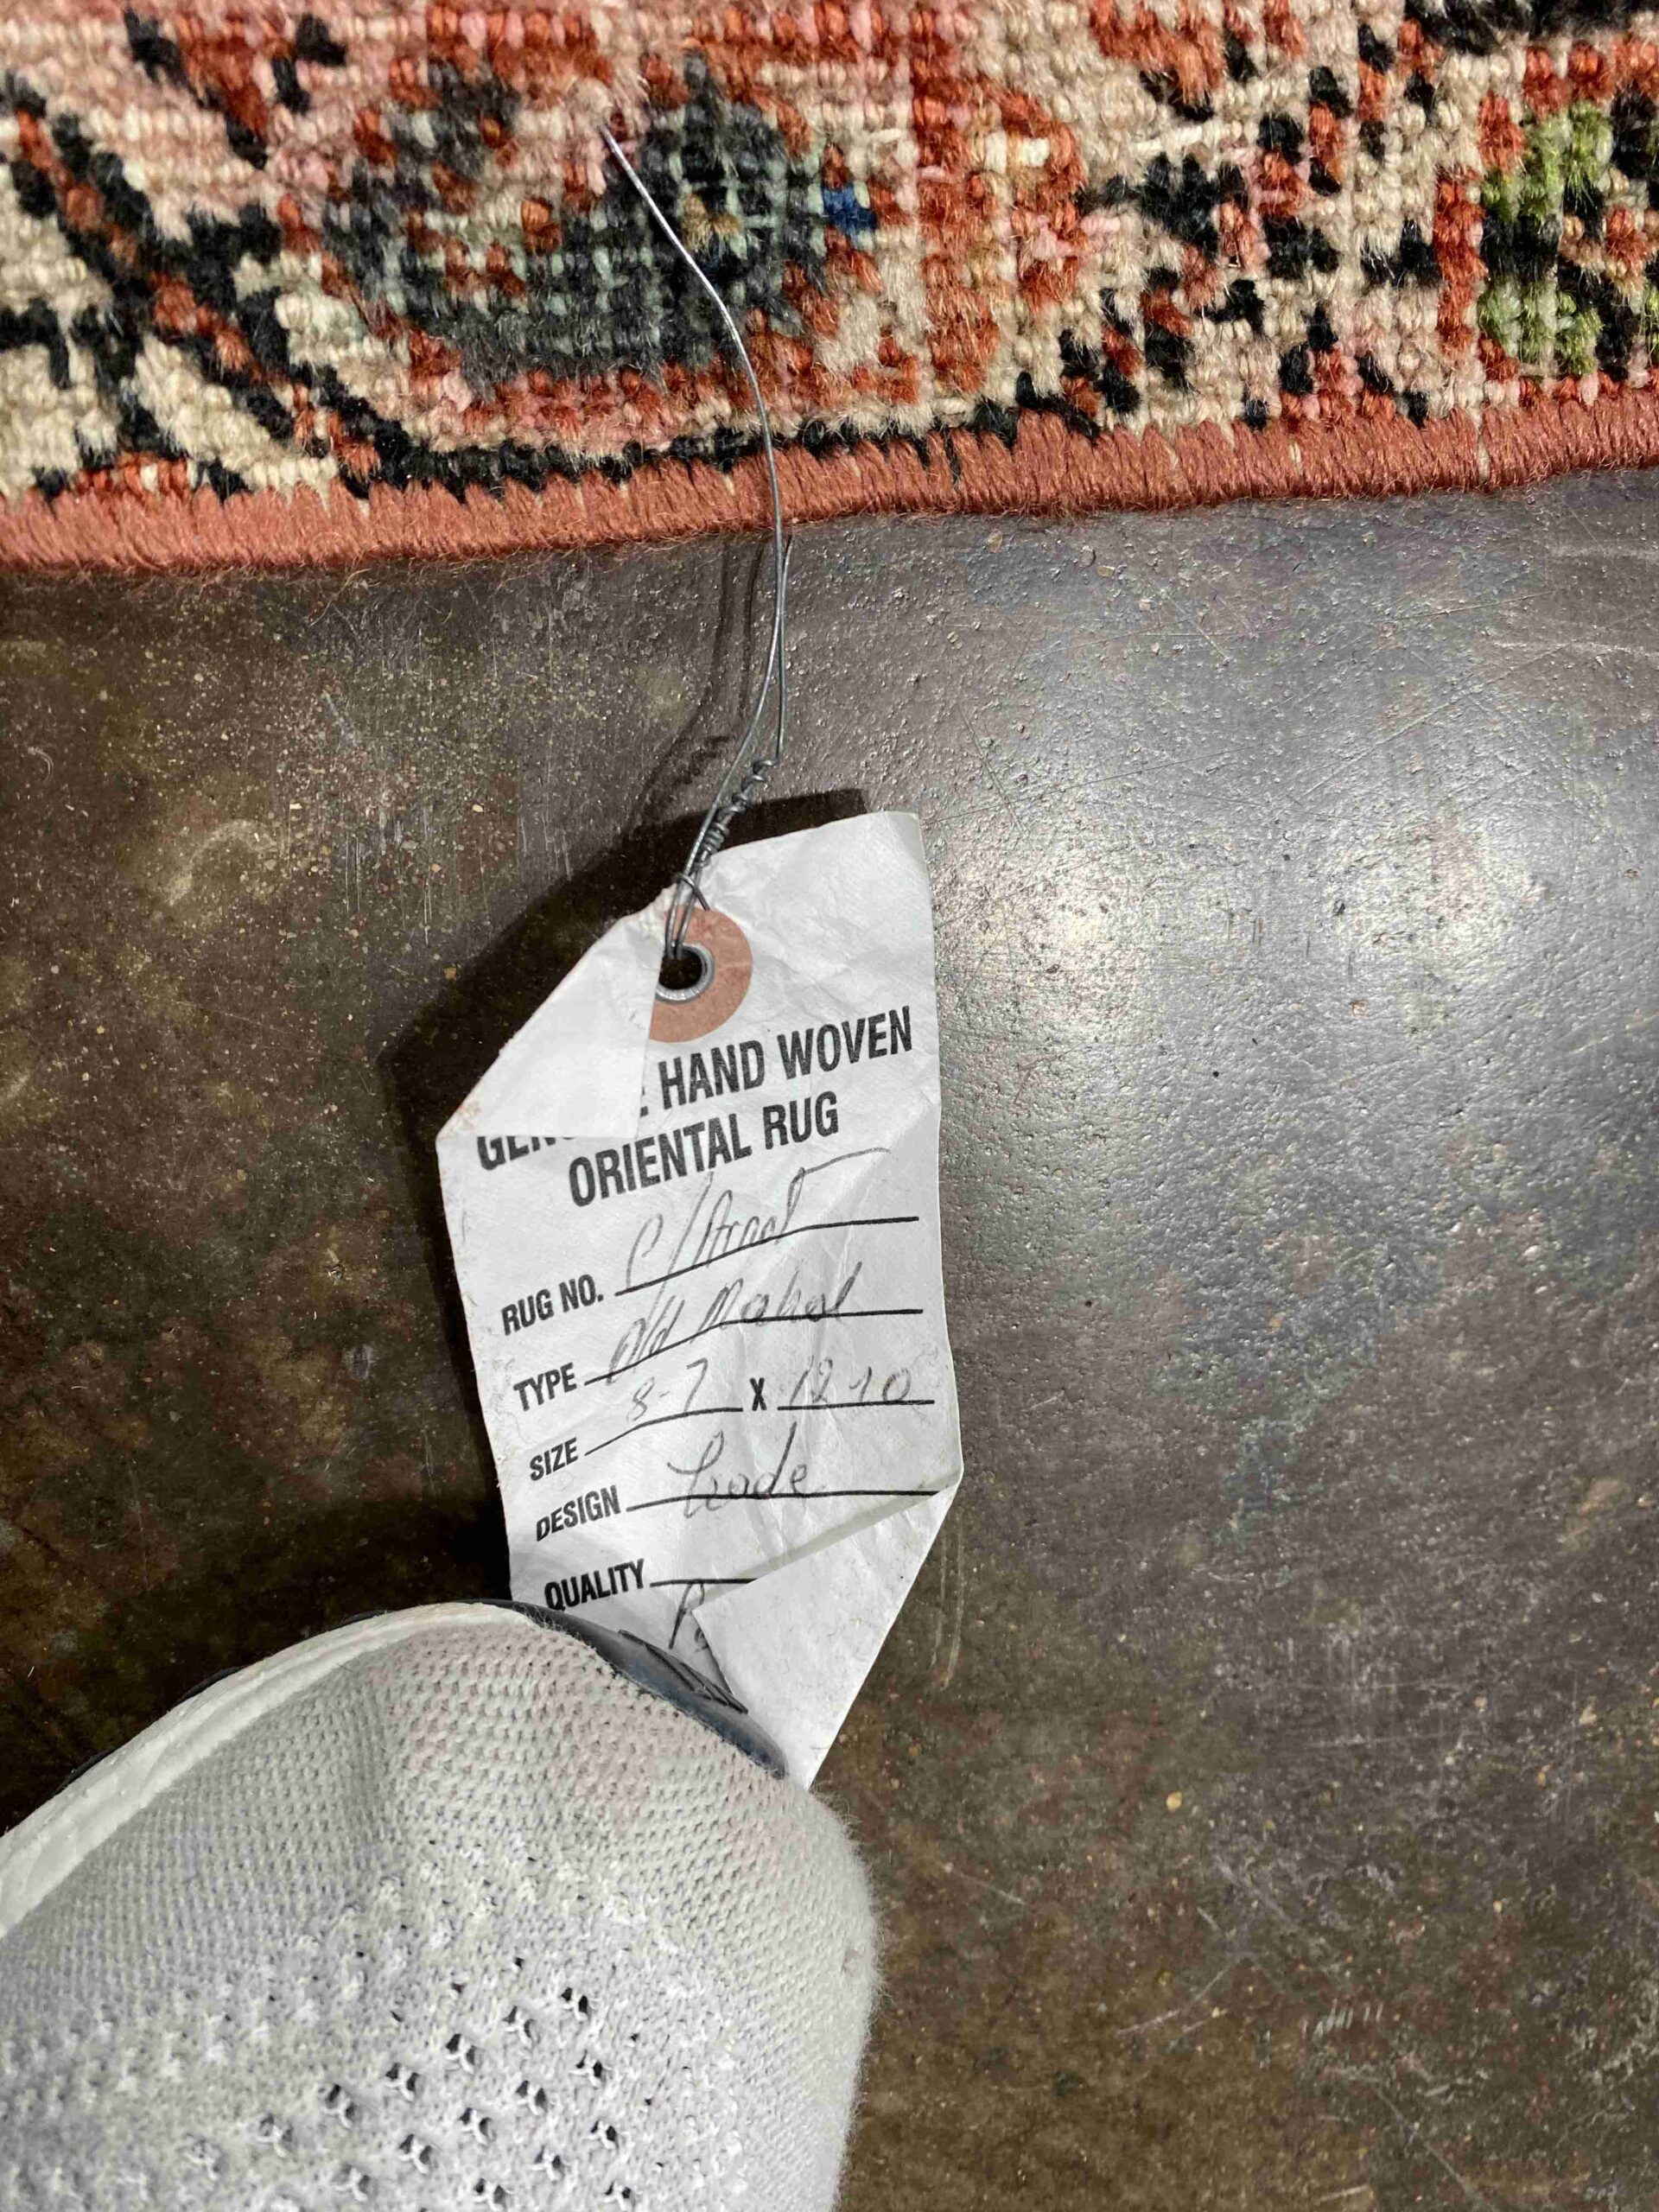 HAND WOVEN
ORIENTAL RUG
RUG NO.
TYPE Old Mahal
SIZE 8-7 X 12 10
DESIGN
QUALITY